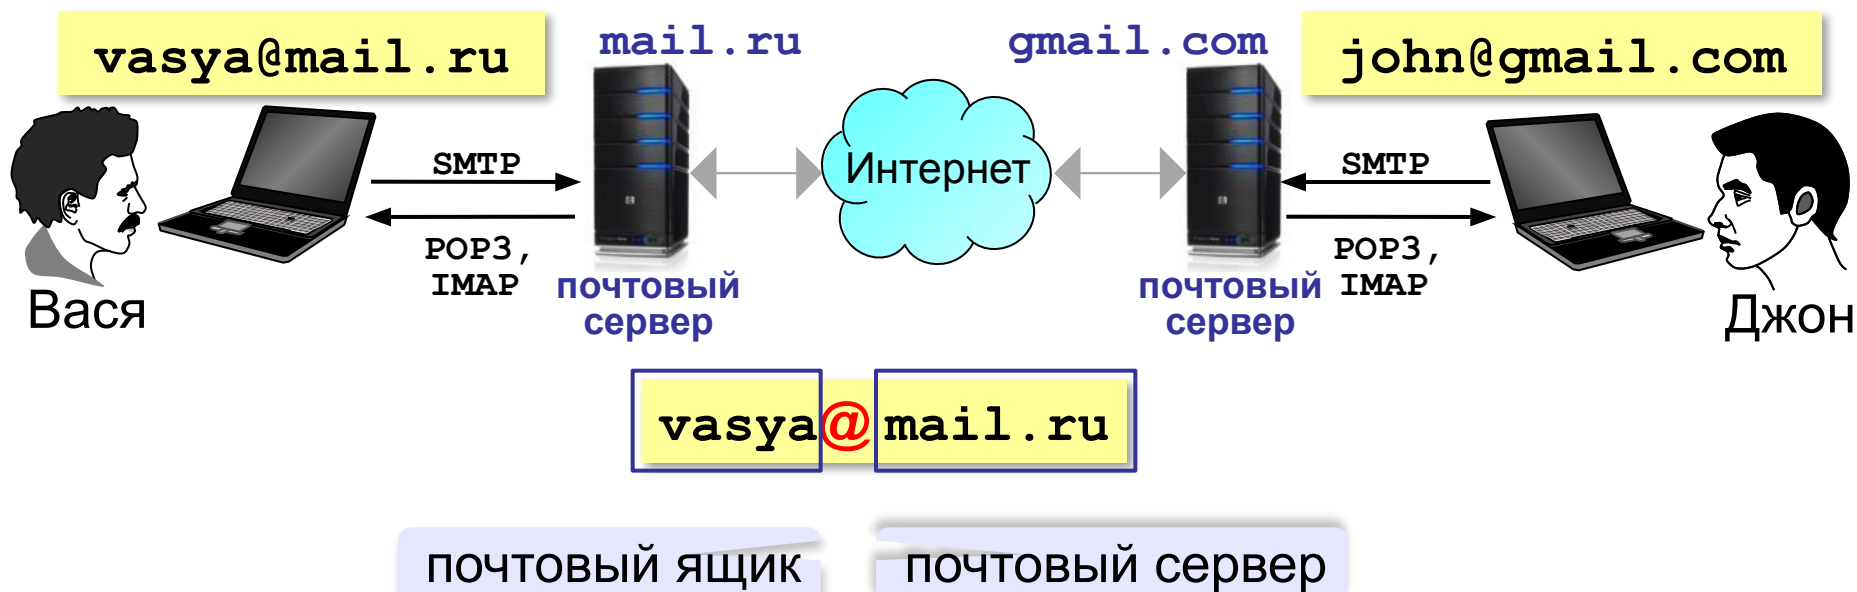 vasya@mail.ru
mail.ru
gmail.com
john@gmail.com
SMTP
Интернет
SMTP
POP3,
IMAP
почтовый
сервер
почтовый
сервер
POP3,
IMAP
Вася
Джон
vasya@mail.ru
почтовый ящик
почтовый сервер